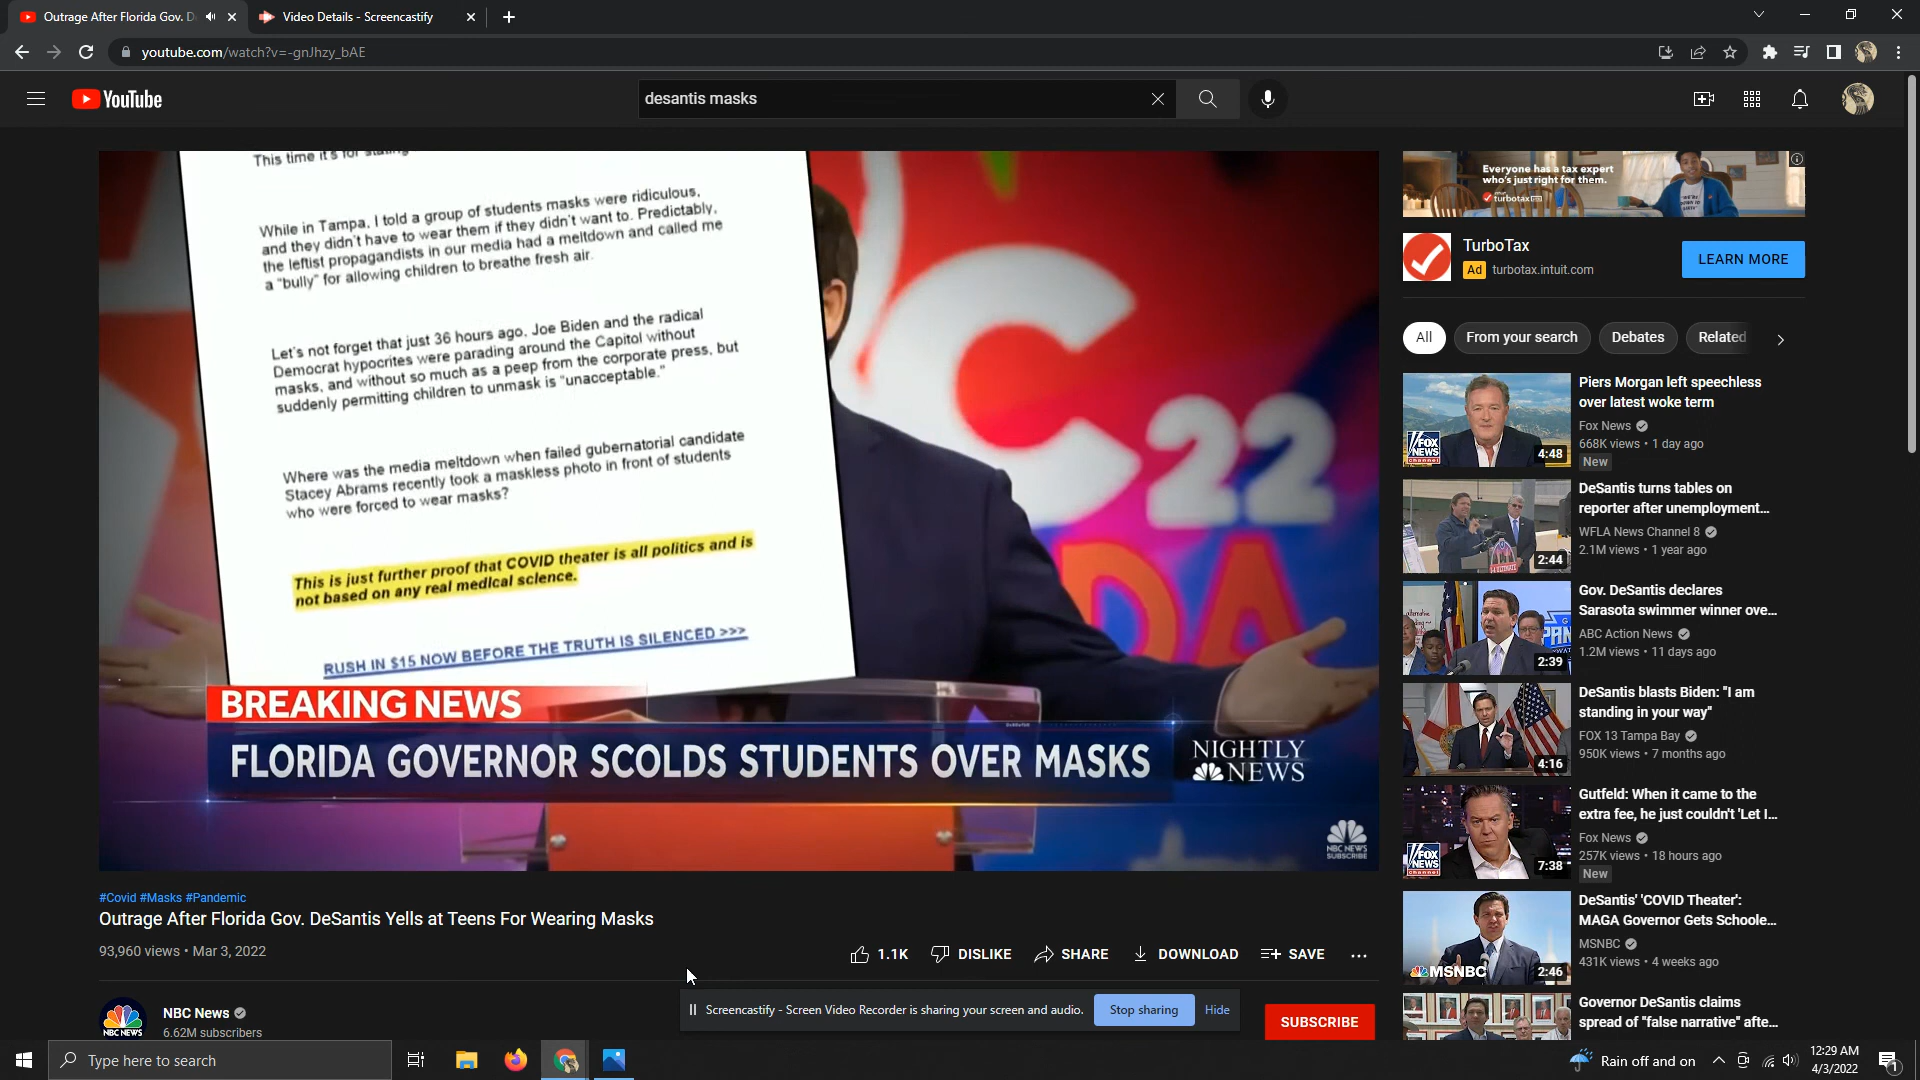 Outrage After Florida Gov. D
Video Details - Screencastify
youtube.com/watch?v=-gnJhzy_bAE
YouTube
desantis masks
This time it's for stating
While in Tampa, I told a group of students masks were ridiculous,
and they didn't have to wear them if they didn't want to. Predictably,
the leftist propagandists in our media had a meltdown and called me
a "bully" for allowing children to breathe fresh air.
Let's not forget that just 36 hours ago, Joe Biden and the radical
Democrat hypocrites were parading around the Capitol without
masks, and without so much as a peep from the corporate press, but
suddenly permitting children to unmask is "unacceptable."
Where was the media meltdown when failed gubernatorial candidate
Stacey Abrams recently took a maskless photo in front of students
who were forced to wear masks?
This is just further proof that COVID theater is all politics and is
not based on any real medical science.
RUSH IN $15 NOW BEFORE THE TRUTH IS SILENCED >>>
C
22
DA
BREAKING NEWS
FLORIDA GOVERNOR SCOLDS STUDENTS OVER MASKS
NIGHTLY
NEWS
NBC NEWS
SUBSCRIBE
#Covid #Masks #Pandemic
Outrage After Florida Gov. DeSantis Yells at Teens For Wearing Masks
93,960 views • Mar 3, 2022
1.1K
DISLIKE
SHARE
DOWNLOAD
SAVE
NBC NEWS
NBC News
6.62M subscribers
Screencastify - Screen Video Recorder is sharing your screen and audio.
Stop sharing
Hide
SUBSCRIBE
Everyone has a tax expert
who's just right for them.
turbotax
TurboTax
Ad turbotax.intuit.com
LEARN MORE
All
From your search
Debates
Related
FOX
NEWS
channel
4:48
Piers Morgan left speechless
over latest woke term
Fox News
668K views • 1 day ago
New
2:44
DeSantis turns tables on
reporter after unemployment...
WFLA News Channel 8
2.1M views • 1 year ago
2:39
Gov. DeSantis declares
Sarasota swimmer winner ove...
ABC Action News
1.2M views • 11 days ago
4:16
DeSantis blasts Biden: "I am
standing in your way"
FOX 13 Tampa Bay
950K views • 7 months ago
FOX
NEWS
channel
7:38
Gutfeld: When it came to the
extra fee, he just couldn't 'Let I...
Fox News
257K views • 18 hours ago
New
MSNBC
2:46
DeSantis' 'COVID Theater':
MAGA Governor Gets Schoole...
MSNBC
431K views • 4 weeks ago
Governor DeSantis claims
spread of "false narrative" afte...
Type here to search
Rain off and on
12:29 AM
4/3/2022
1